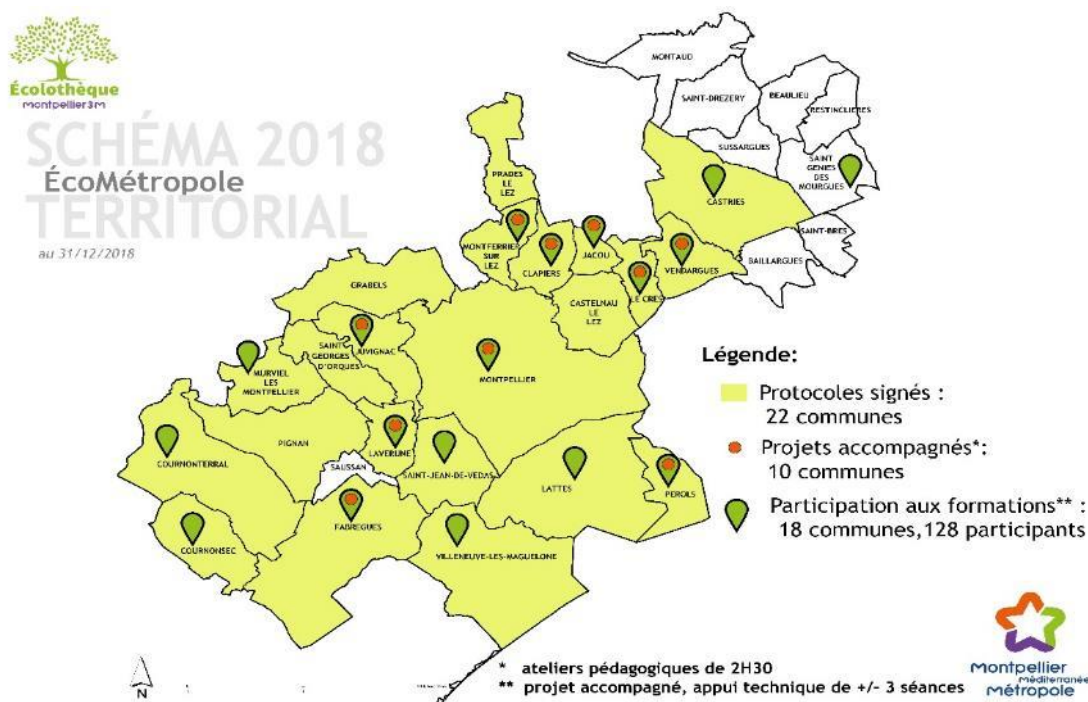 Écolothèque
montpellier3m
SCHÉMA 2018
ÉcoMétropole
TERRITORIAL
au 31/12/2018
MONTAUD
SAINT-DREZERY
BEAULIEU
RESTINCLIERES
SUSSARGUES
SAINT
GENIES
DES
MOURGUES
CASTRIES
SAINT-BRES
BAILLARGUES
PRADES
LE
LEZ
MONTFERRIER
SUR
LEZ
CLAPIERS
JACOU
LE CRES
VENDARGUES
CASTELNAU
LE
LEZ
GRABELS
SAINT
GEORGES
D'ORQUES
JUVIGNAC
MURVIEL
LES
MONTPELLIER
MONTPELLIER
PIGNAN
LAVERUNE
COURNONTERRAL
SAUSSAN
SAINT-JEAN-DE-VEDAS
LATTES
PEROLS
FABREGUES
COURNONSEC
VILLENEUVE-LES-MAGUELONE
Légende:
Protocoles signés :
22 communes
Projets accompagnés*:
10 communes
Participation aux formations** :
18 communes,128 participants
N
* ateliers pédagogiques de 2H30
** projet accompagné, appui technique de +/- 3 séances
montpellier
méditerranée
métropole